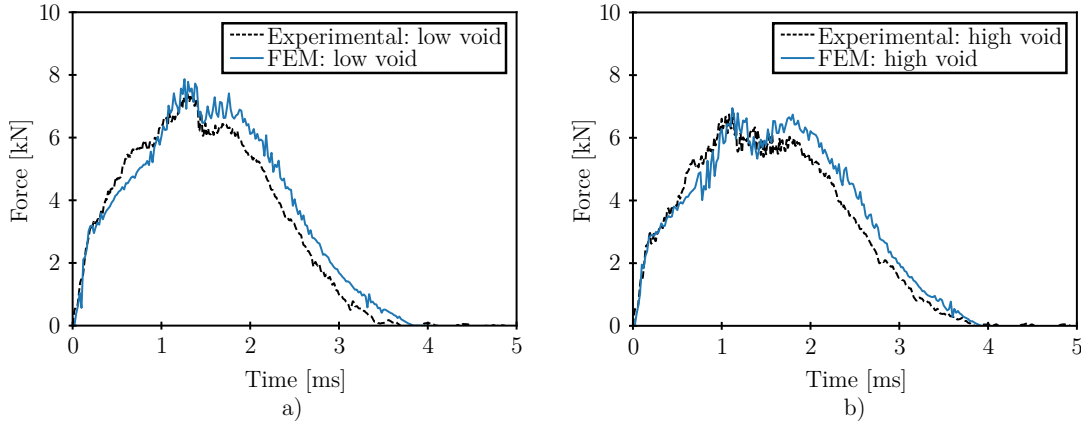 10
8
6
4
2
0
Force [kN]
Experimental: low void
FEM: low void
0 1 2 3 4 5
Time [ms]
a)
10
8
6
4
2
0
Force [kN]
Experimental: high void
FEM: high void
0 1 2 3 4 5
Time [ms]
b)